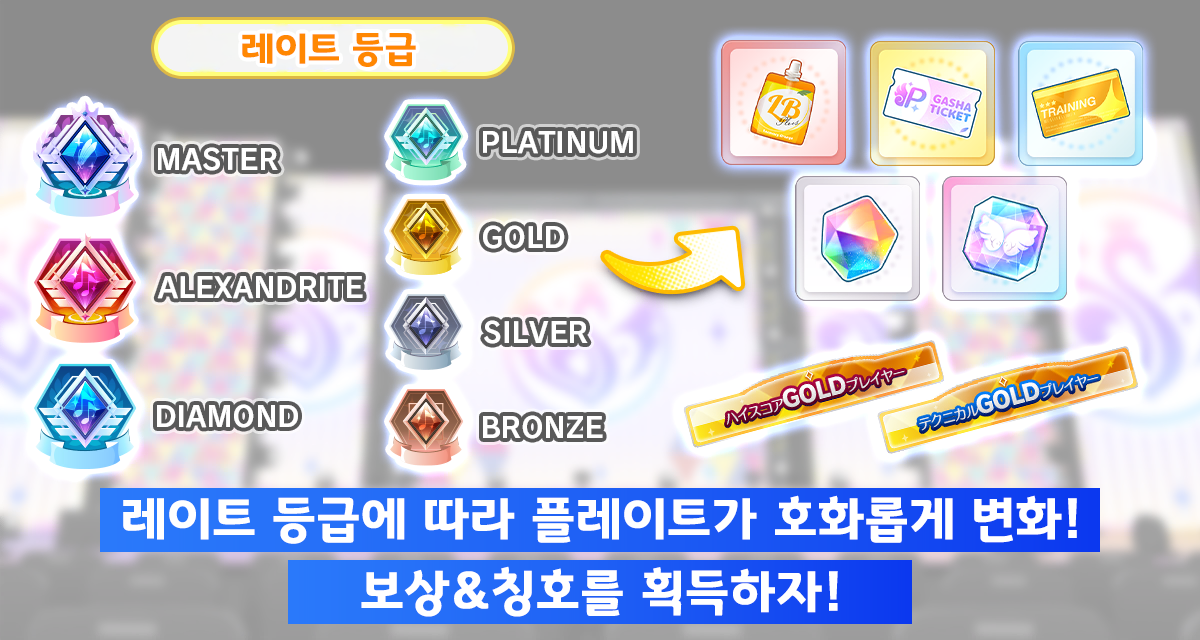 레이트 등급
MASTER
ALEXANDRITE
DIAMOND
PLATINUM
GOLD
SILVER
BRONZE
LB
GASHA
TICKET
TRAINING
ハイスコアGOLDプレイヤー
テクニカルGOLDプレイヤー
레이트 등급에 따라 플레이트가 호화롭게 변화!
보상&칭호를 획득하자!